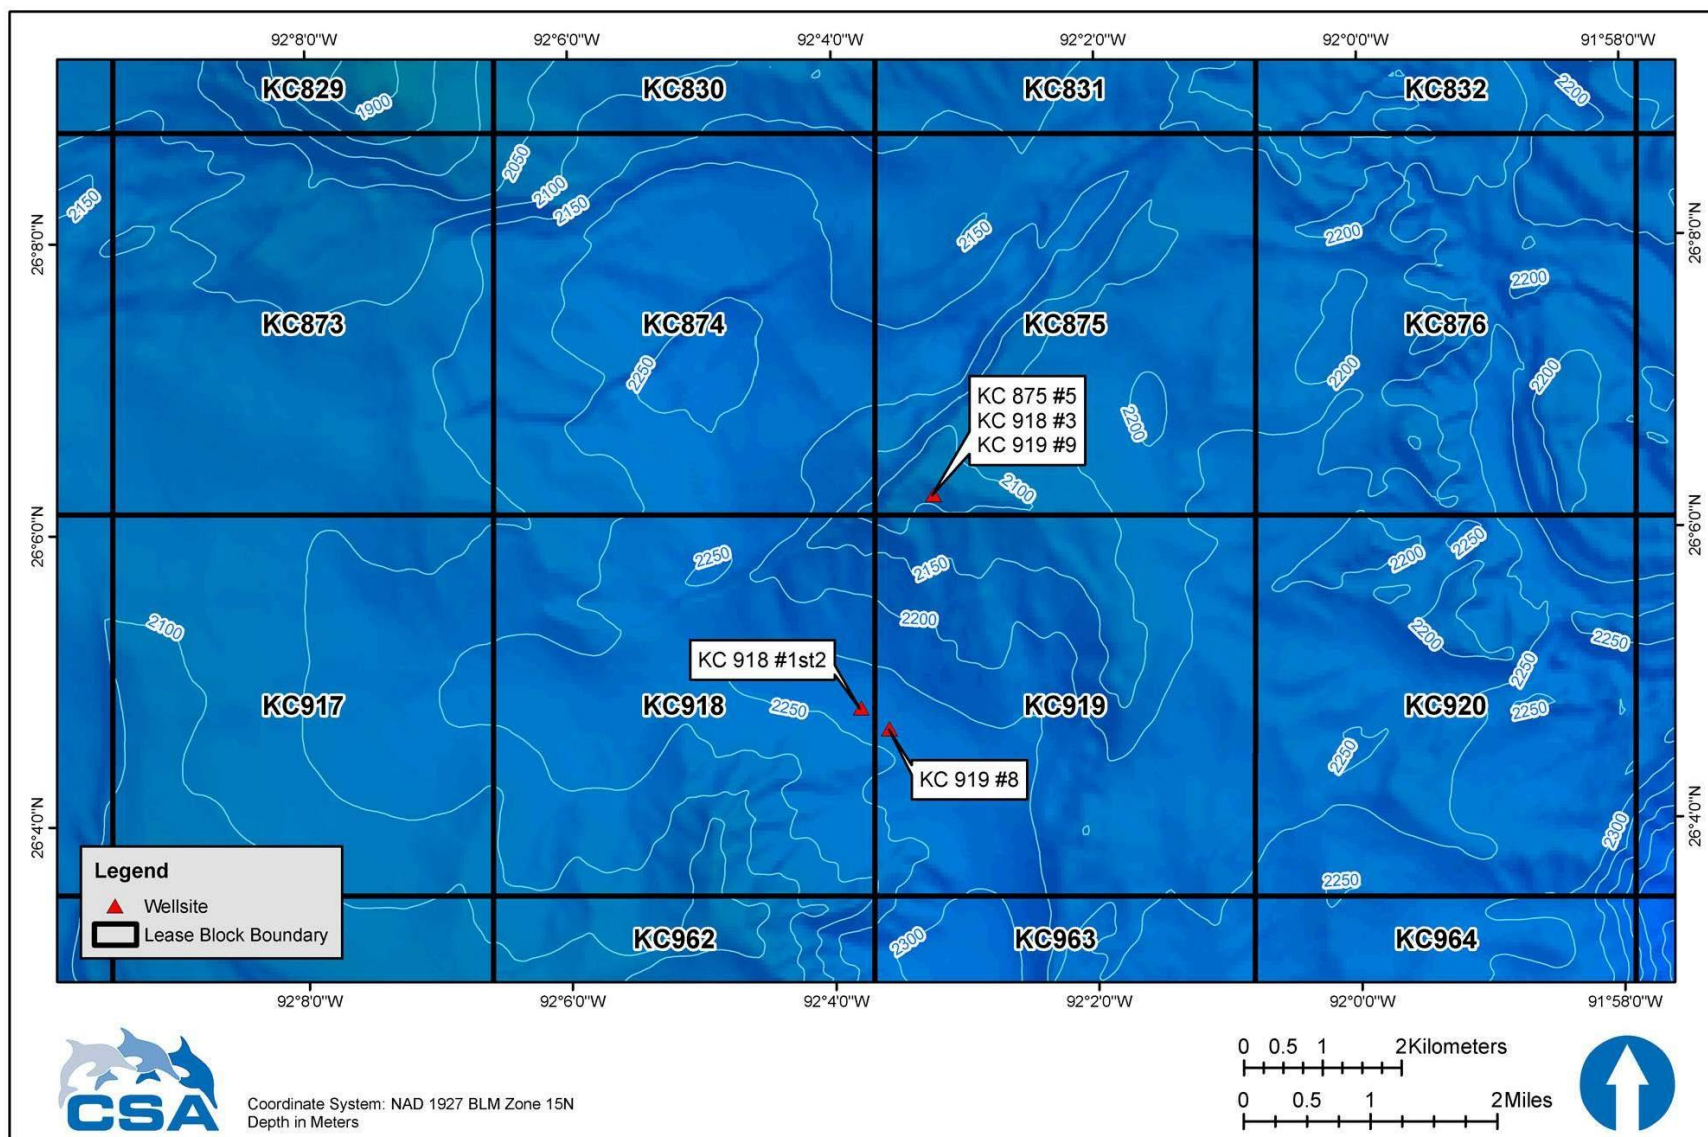 92°8'0"W 92°6'0"W 92°4'0"W 92°2'0"W 92°0'0"W 91°58'0"W
KC829 KC830 KC831 KC832
1900
2200
2050
2100
2150
2150
2150
2200
26°8'0"N
26°8'0"N
2200
KC873 KC874 KC875 KC876
2250
2200
2200
2200
KC 875 #5
KC 918 #3
KC 919 #9
2100
26°6'0"N
26°6'0"N
2250
2150
2200
2250
2100
2200
2200
2250
KC 918 #1st2
2250
KC917 KC918 KC919 KC920
2250
2250
2250
KC 919 #8
26°4'0"N
26°4'0"N
2300
2250
Legend
Wellsite
Lease Block Boundary
KC962 KC963 KC964
2300
92°8'0"W 92°6'0"W 92°4'0"W 92°2'0"W 92°0'0"W 91°58'0"W
CSA
Coordinate System: NAD 1927 BLM Zone 15N
Depth in Meters
0 0.5 1 2 Kilometers
0 0.5 1 2 Miles